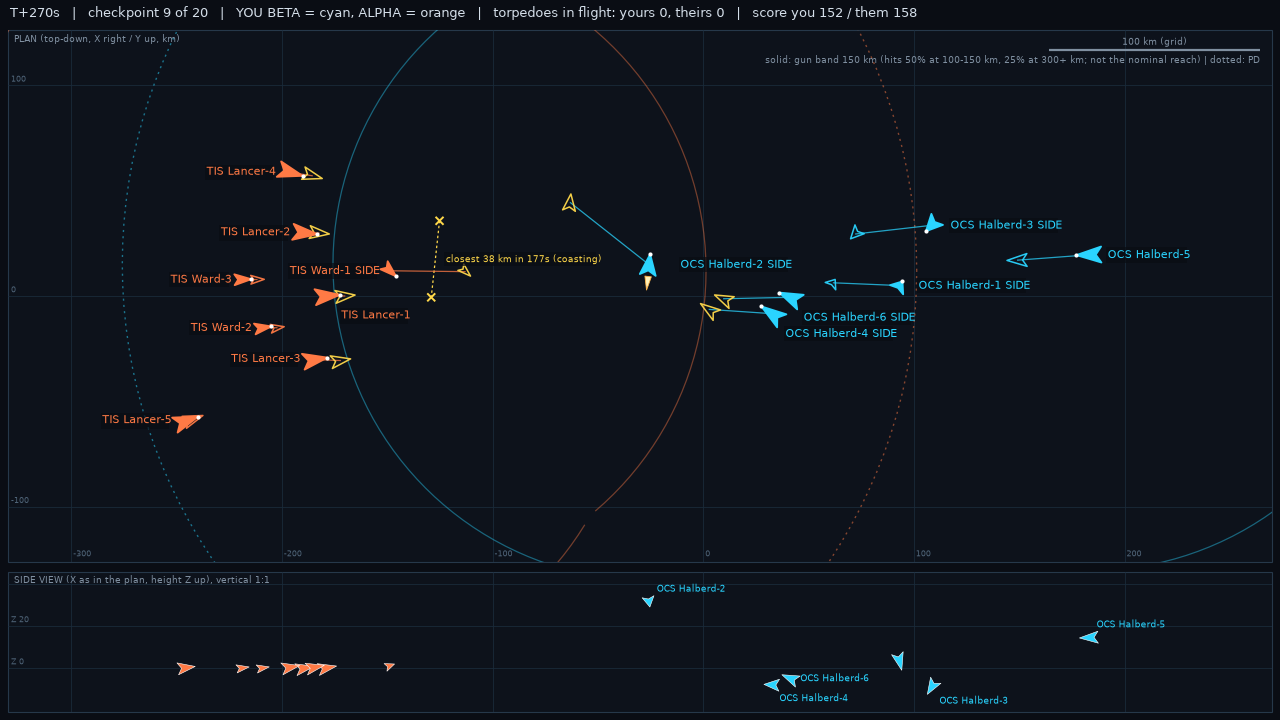 T+270s | checkpoint 9 of 20 | YOU BETA = cyan, ALPHA = orange | torpedoes in flight: yours 0, theirs 0 | score you 152 / them 158
PLAN (top-down, X right / Y up, km)
100 km (grid)
solid: gun band 150 km (hits 50% at 100-150 km, 25% at 300+ km; not the nominal reach) | dotted: PD
100
TIS Lancer-4
OCS Halberd-3 SIDE
TIS Lancer-2
OCS Halberd-5
closest 38 km in 177s (coasting)
OCS Halberd-2 SIDE
TIS Ward-1 SIDE
TIS Ward-3
OCS Halberd-1 SIDE
0
TIS Lancer-1
OCS Halberd-6 SIDE
TIS Ward-2
OCS Halberd-4 SIDE
TIS Lancer-3
TIS Lancer-5
-100
-300
-200
-100
0
100
200
SIDE VIEW (X as in the plan, height Z up), vertical 1:1
OCS Halberd-2
Z 20
OCS Halberd-5
Z 0
OCS Halberd-6
OCS Halberd-4
OCS Halberd-3